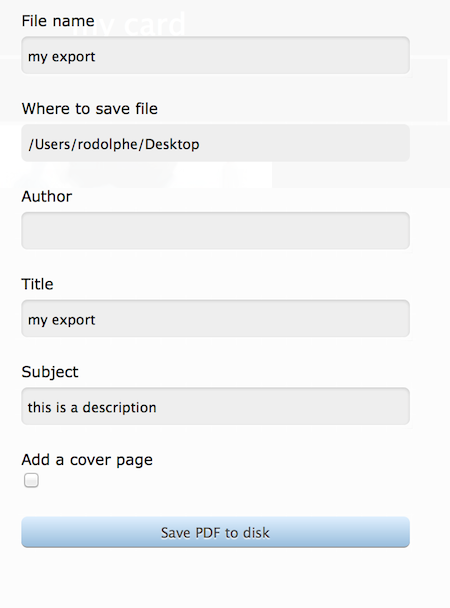 my card
File name
my export
Where to save file
/Users/rodolphe/Desktop
Author
Title
my export
Subject
this is a description
Add a cover page
Save PDF to disk